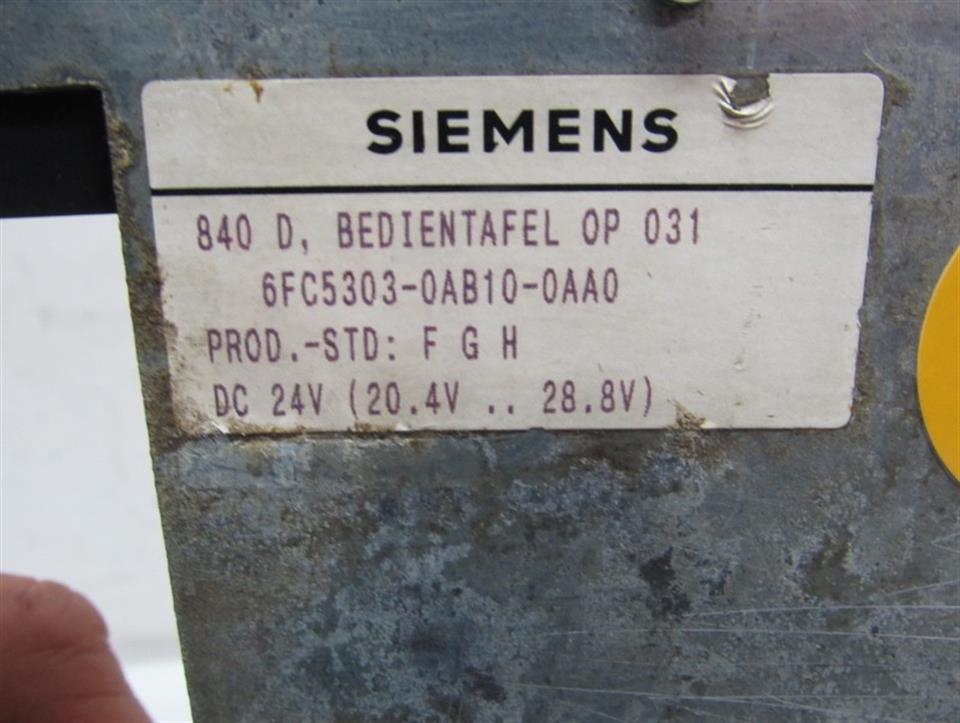 SIEMENS
840 D, BEDIENTAFEL OP 031
6FC5303-0AB10-0AA0
PROD.-STD: F G H
DC 24V (20.4V .. 28.8V)